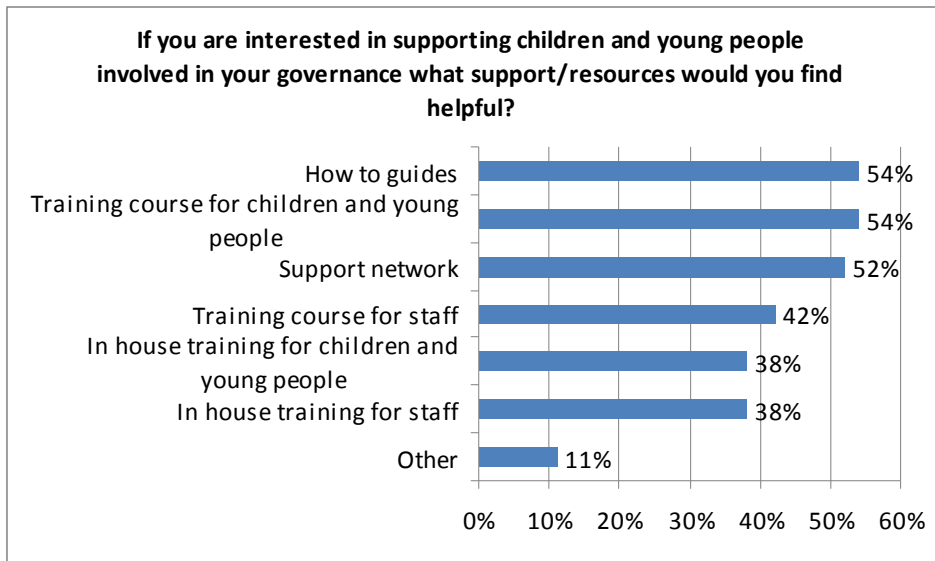 If you are interested in supporting children and young people
involved in your governance what support/resources would you find
helpful?
How to guides
54%
Training course for children and young
people
54%
Support network
52%
Training course for staff
42%
In house training for children and
young people
38%
In house training for staff
38%
Other
11%
0% 10% 20% 30% 40% 50% 60%